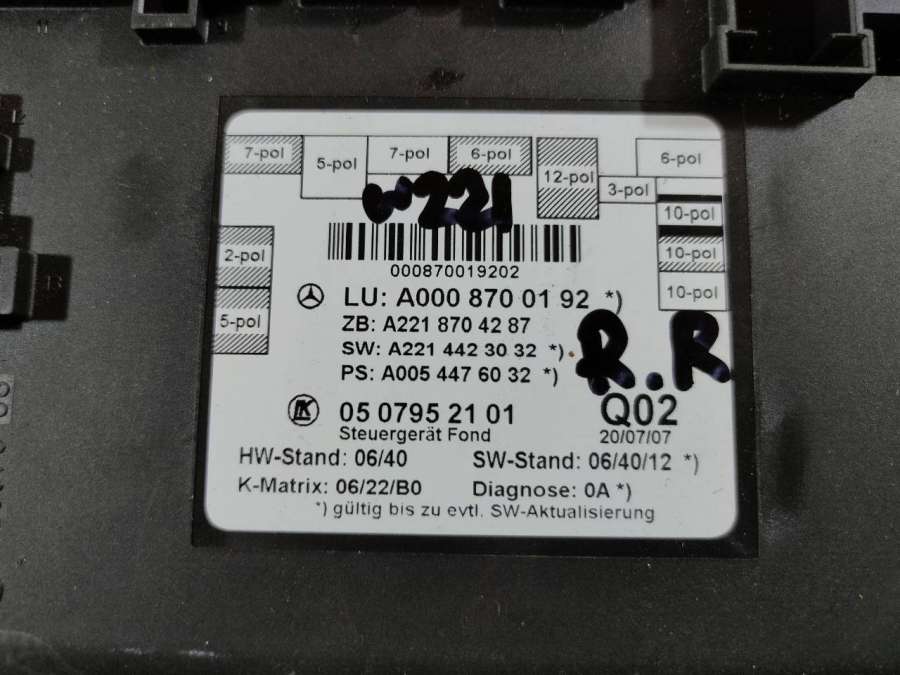 7-pol
5-pol
7-pol
6-pol
12-pol
3-pol
6-pol
10-pol
10-pol
10-pol
2-pol
5-pol
W221
000870019202
LU: A000 870 01 92 *)
ZB: A221 870 42 87
SW: A221 442 30 32 *)
PS: A005 447 60 32 *)
R.R
05 0795 21 01
Q02
Steuergerät Fond
20/07/07
HW-Stand: 06/40 SW-Stand: 06/40/12 *)
K-Matrix: 06/22/B0 Diagnose: 0A *)
*) gültig bis zu evtl. SW-Aktualisierung